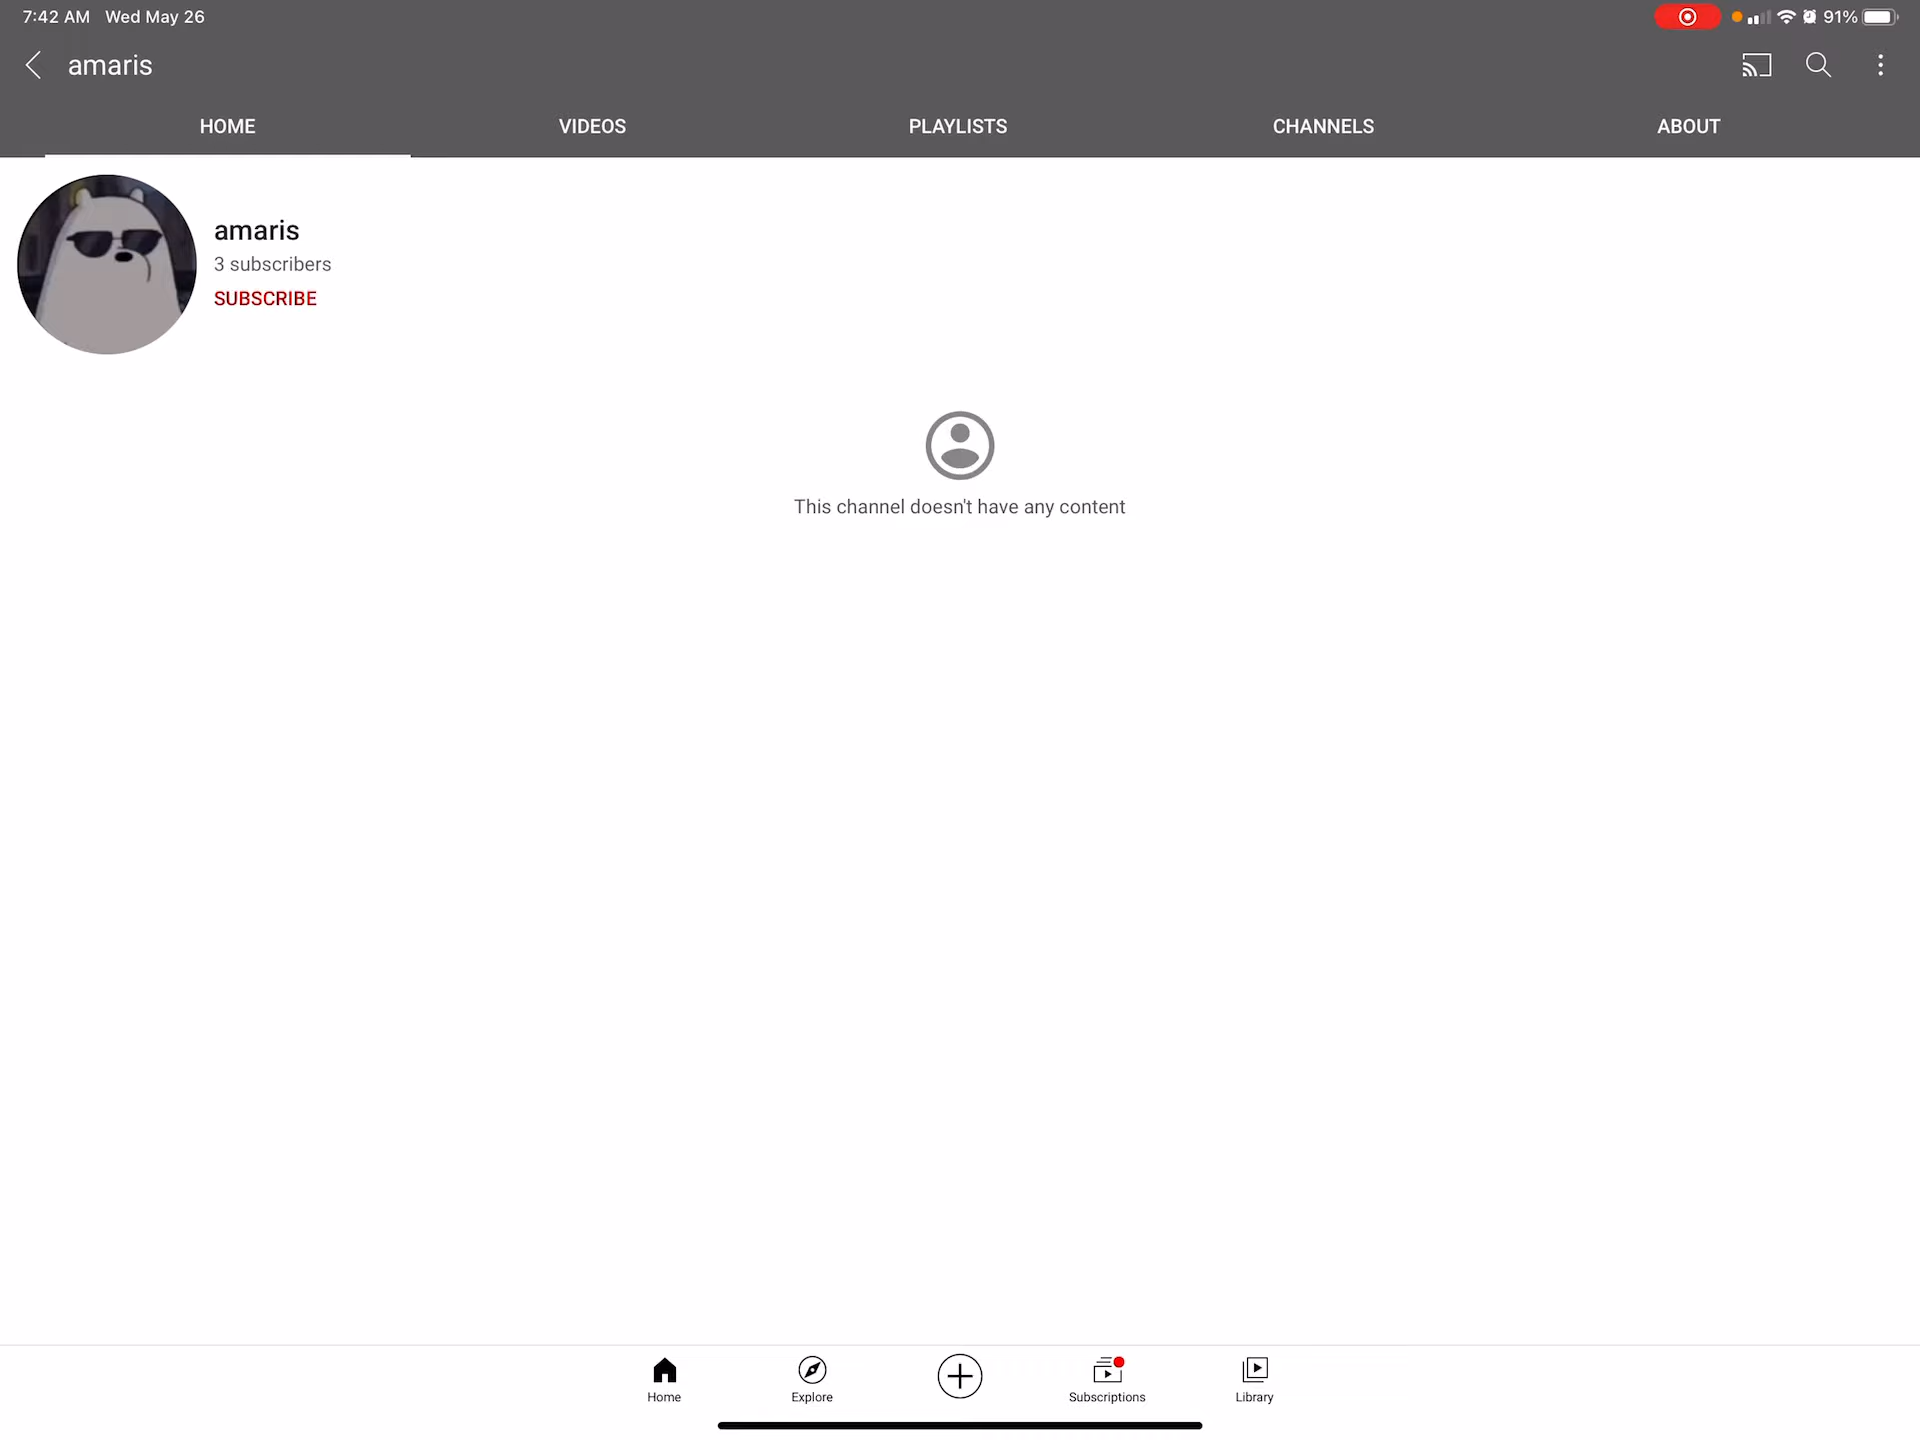 7:42 AM Wed May 26
91%
amaris
HOME VIDEOS PLAYLISTS CHANNELS ABOUT
amaris
3 subscribers
SUBSCRIBE
This channel doesn't have any content
Home Explore Subscriptions Library